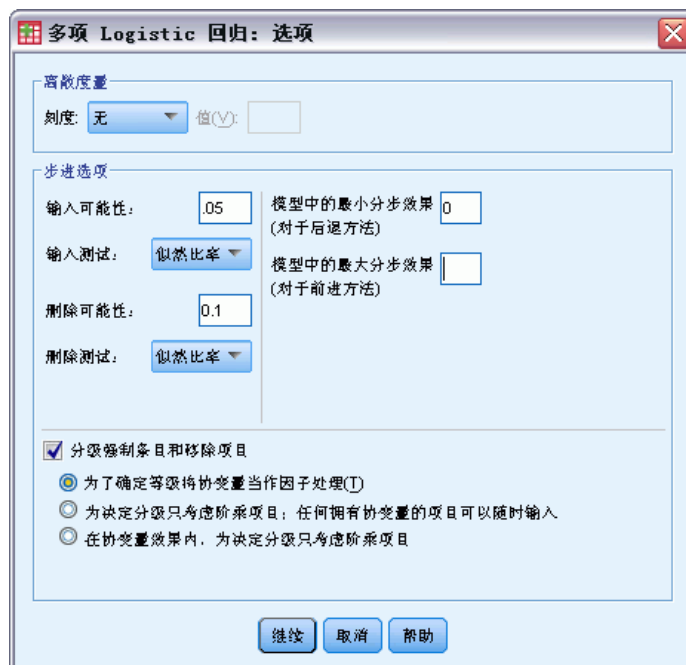 多项 Logistic 回归：选项
离散度量
刻度: 无 值(V):
步进选项
输入可能性： .05
输入测试： 似然比率
删除可能性： 0.1
删除测试： 似然比率
模型中的最小分步效果 0
(对于后退方法)
模型中的最大分步效果
(对于前进方法)
分级强制条目和移除项目
为了确定等级将协变量当作因子处理(T)
为决定分级只考虑阶乘项目；任何拥有协变量的项目可以随时输入
在协变量效果内，为决定分级只考虑阶乘项目
继续 取消 帮助